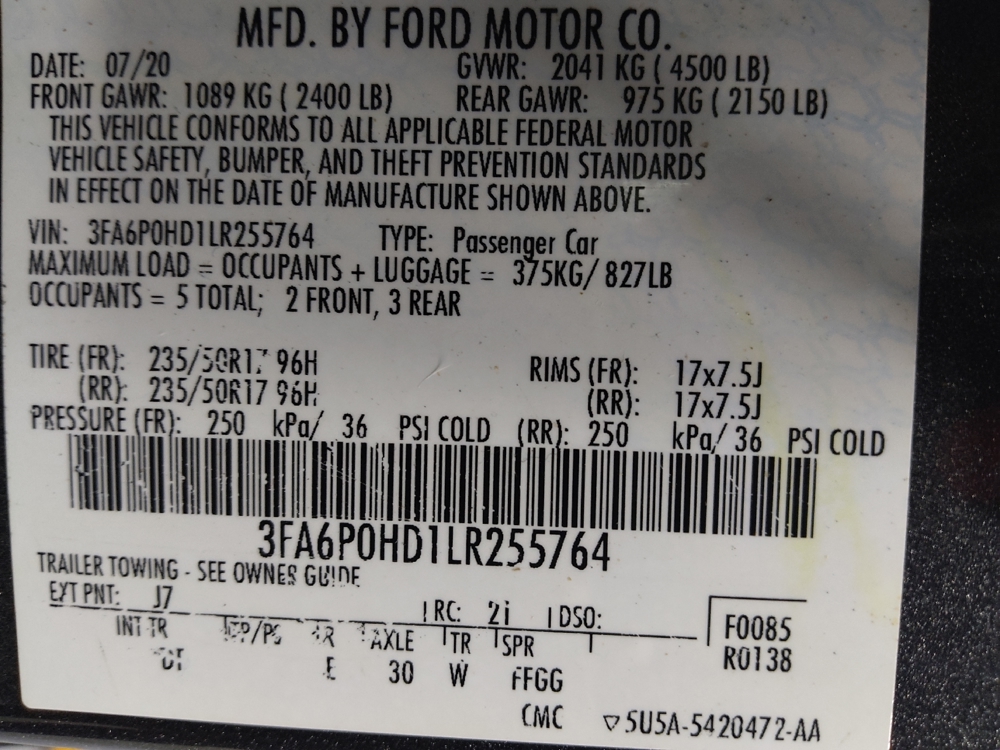 MFD. BY FORD MOTOR CO.
DATE: 07/20 GVWR: 2041 KG ( 4500 LB)
FRONT GAWR: 1089 KG ( 2400 LB) REAR GAWR: 975 KG ( 2150 LB)
THIS VEHICLE CONFORMS TO ALL APPLICABLE FEDERAL MOTOR
VEHICLE SAFETY, BUMPER, AND THEFT PREVENTION STANDARDS
IN EFFECT ON THE DATE OF MANUFACTURE SHOWN ABOVE.
VIN: 3FA6P0HD1LR255764 TYPE: Passenger Car
MAXIMUM LOAD = OCCUPANTS + LUGGAGE = 375KG/ 827LB
OCCUPANTS = 5 TOTAL; 2 FRONT, 3 REAR
TIRE (FR): 235/50R17 96H RIMS (FR): 17x7.5J
(RR): 235/50R17 96H (RR): 17x7.5J
PRESSURE (FR): 250 kPa/ 36 PSI COLD (RR): 250 kPa/ 36 PSI COLD
3FA6P0HD1LR255764
TRAILER TOWING - SEE OWNER GUIDE
EXT PNT: J7 RC: 21 DSO: F0085
INT TR TP/PS R AXLE TR SPR R0138
E 30 W FFGG
CMC ▽5U5A-5420472-AA